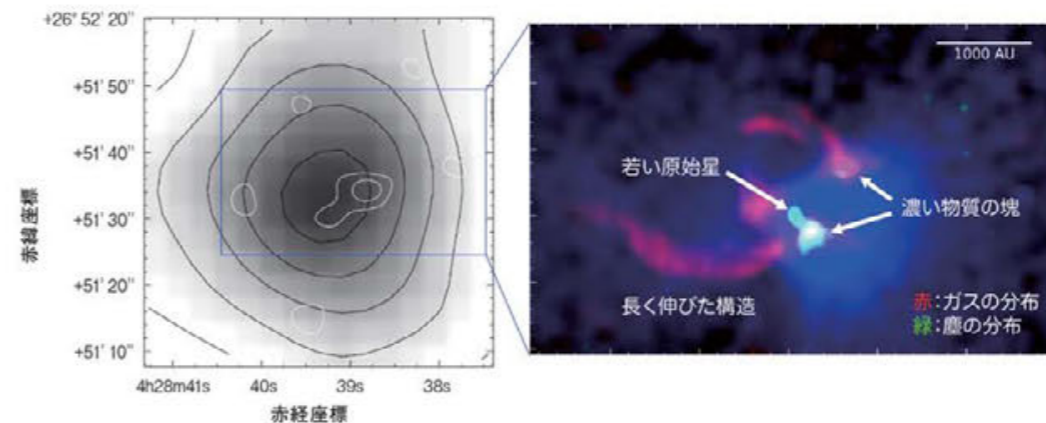 +26° 52′ 20″
+51′ 50″
+51′ 40″
+51′ 30″
+51′ 20″
+51′ 10″
赤緯座標
4h28m41s
40s
39s
38s
赤経座標
1000 AU
若い原始星
濃い物質の塊
長く伸びた構造
赤:ガスの分布
緑:塵の分布